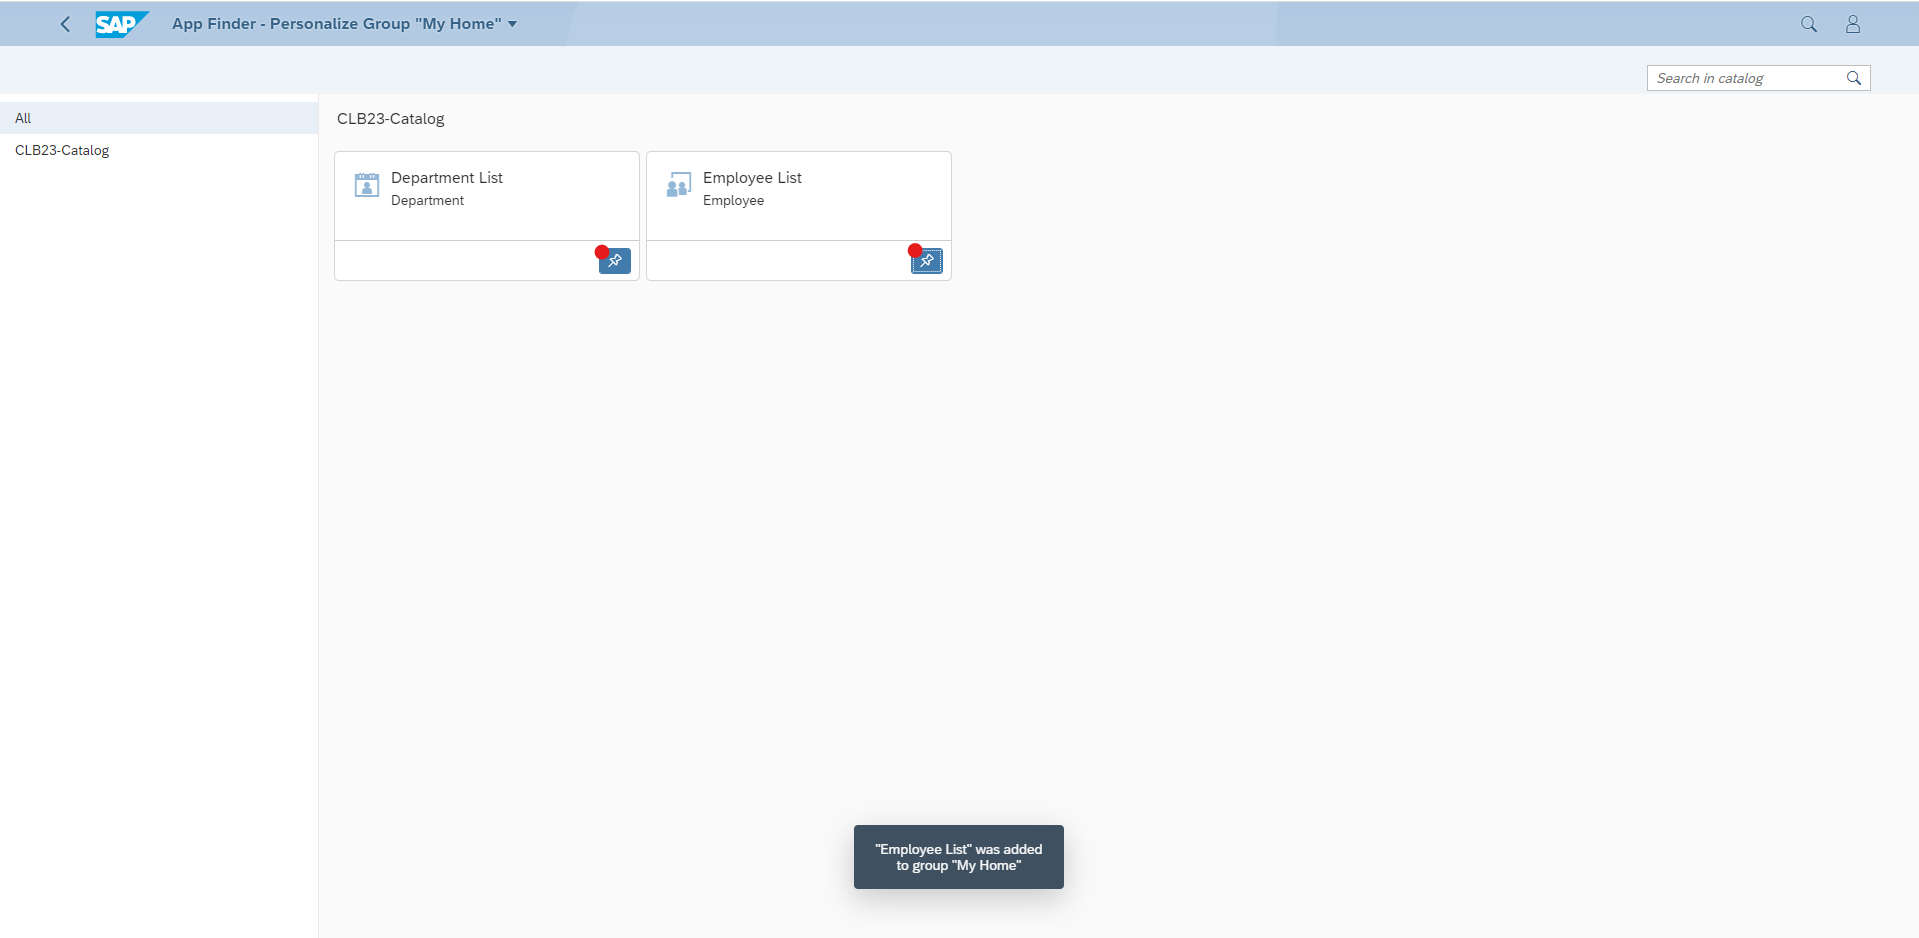 SAP
App Finder - Personalize Group "My Home"
Search in catalog
All
CLB23-Catalog
CLB23-Catalog
Department List
Department
Employee List
Employee
"Employee List" was added
to group "My Home"